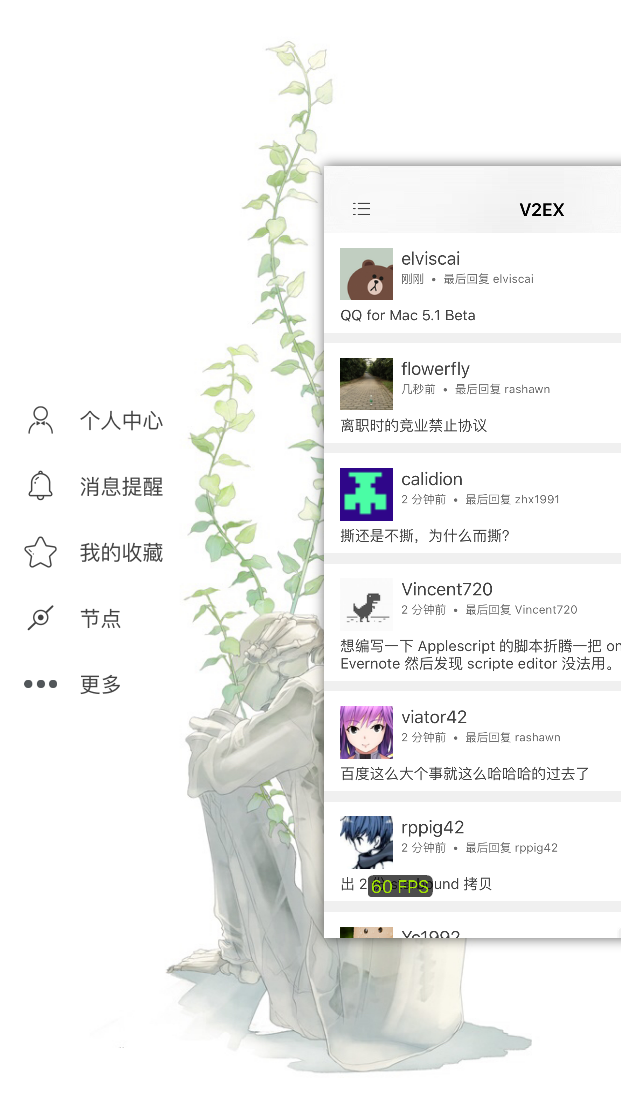 个人中心
消息提醒
我的收藏
节点
更多
V2EX
elviscai
刚刚 • 最后回复 elviscai
QQ for Mac 5.1 Beta
flowerfly
几秒前 • 最后回复 rashawn
离职时的竞业禁止协议
calidion
2 分钟前 • 最后回复 zhx1991
撕还是不撕，为什么而撕?
Vincent720
2 分钟前 • 最后回复 Vincent720
想编写一下 Applescript 的脚本折腾一把 on
Evernote 然后发现 scripte editor 没法用。
viator42
2 分钟前 • 最后回复 rashawn
百度这么大个事就这么哈哈哈的过去了
rppig42
2 分钟前 • 最后回复 rppig42
出 2 und 拷贝
60 FPS
Yc1992